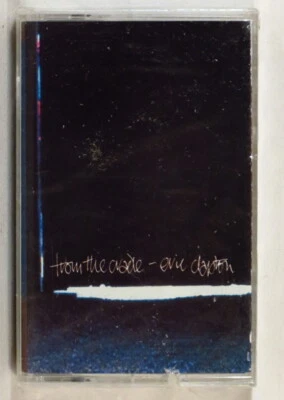 from the cradle - eric clapton